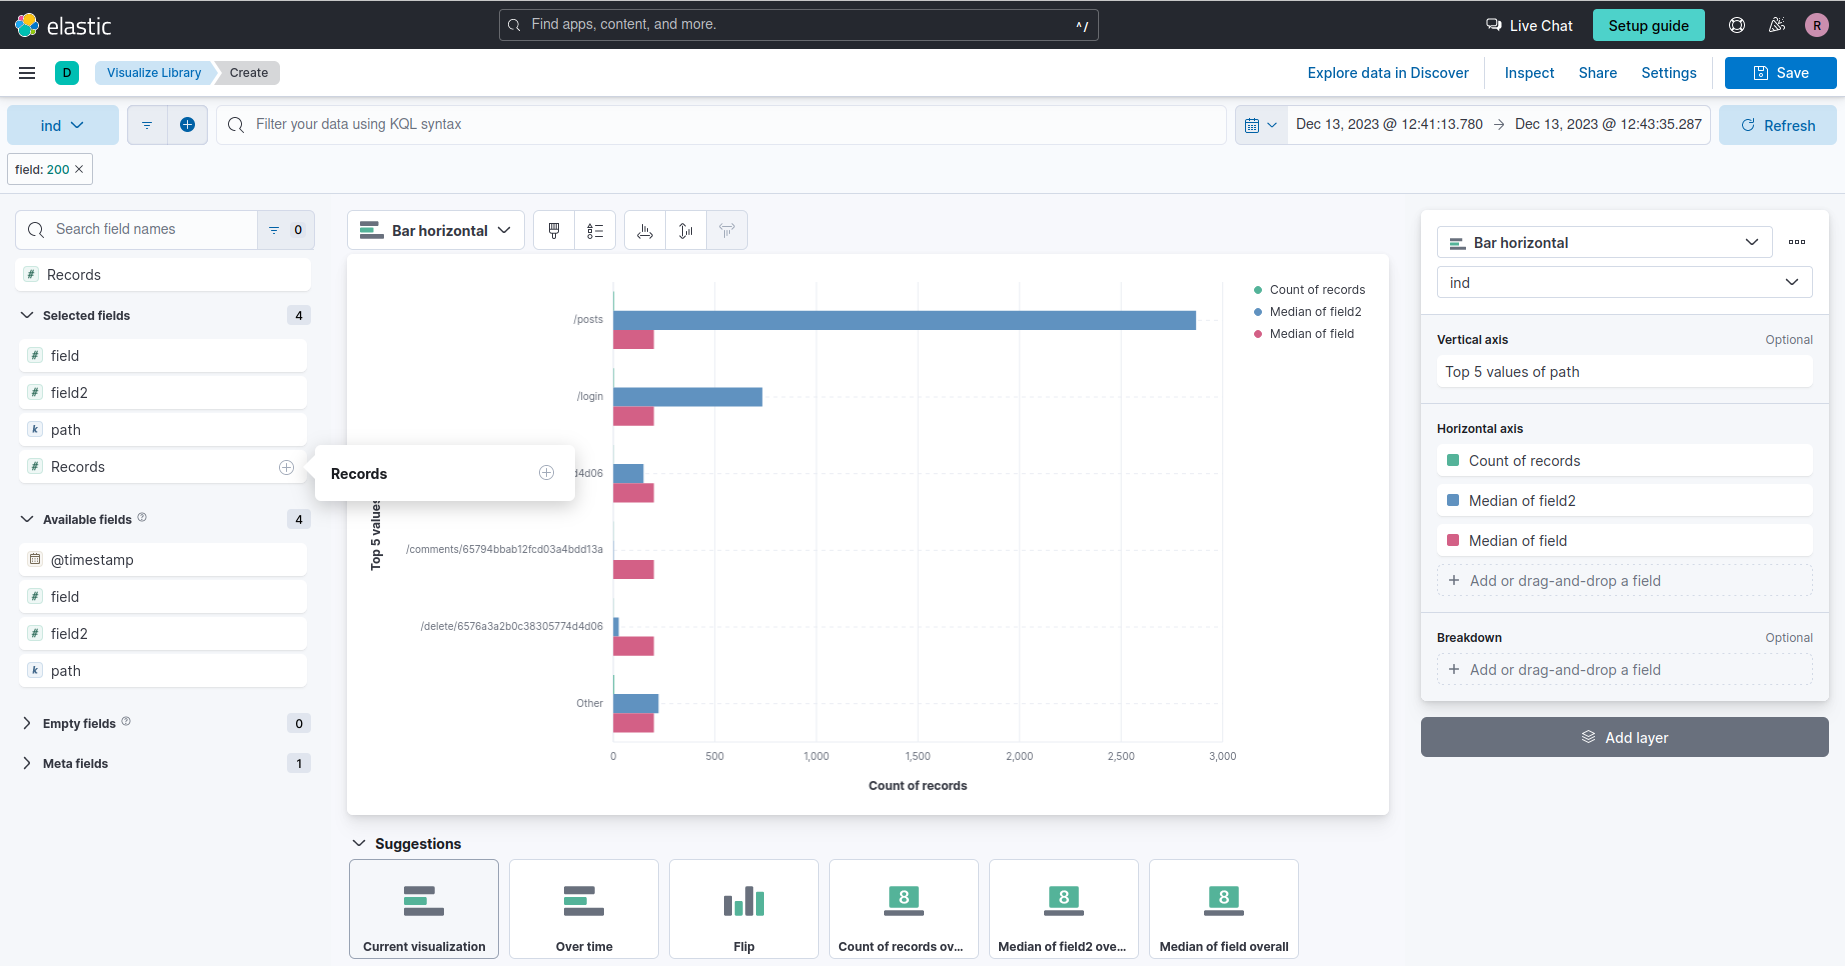 elastic
Find apps, content, and more.
^/
Live Chat
Setup guide
R
D
Visualize Library
Create
Explore data in Discover
Inspect
Share
Settings
Save
ind
Filter your data using KQL syntax
Dec 13, 2023 @ 12:41:13.780 → Dec 13, 2023 @ 12:43:35.287
Refresh
field: 200 ×
Search field names
0
# Records
Selected fields
4
# field
# field2
k path
# Records
Records
Available fields
4
@timestamp
# field
# field2
k path
Empty fields
0
Meta fields
1
Bar horizontal
/posts
/login
d4d06
/comments/65794bbab12fcd03a4bdd13a
/delete/6576a3a2b0c38305774d4d06
Other
Top 5 values
0
500
1,000
1,500
2,000
2,500
3,000
Count of records
Count of records
Median of field2
Median of field
Suggestions
Current visualization
Over time
Flip
8
Count of records ov...
8
Median of field2 ove...
8
Median of field overall
Bar horizontal
ind
Vertical axis
Optional
Top 5 values of path
Horizontal axis
Count of records
Median of field2
Median of field
+ Add or drag-and-drop a field
Breakdown
Optional
+ Add or drag-and-drop a field
Add layer